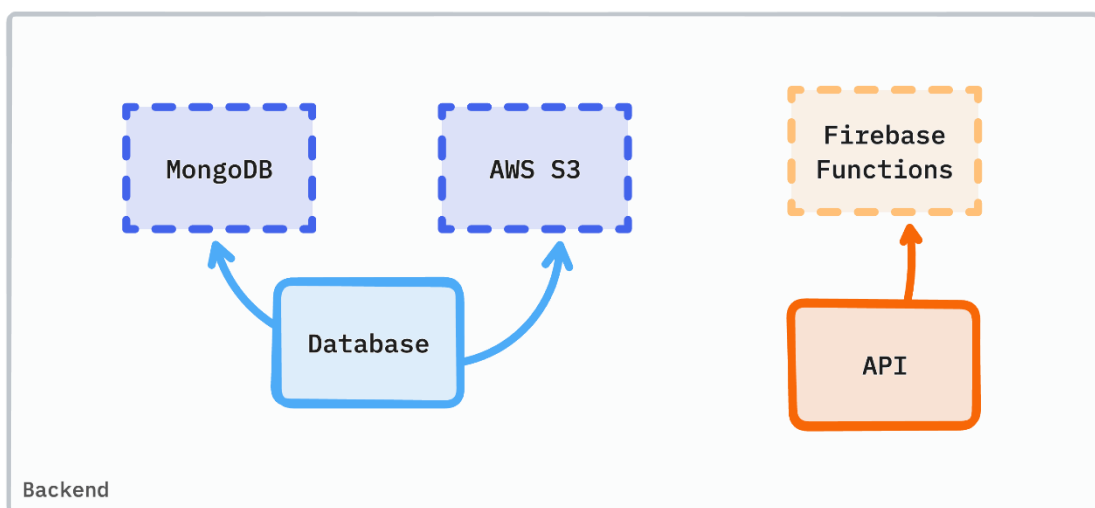 MongoDB
AWS S3
Firebase
Functions
Database
API
Backend